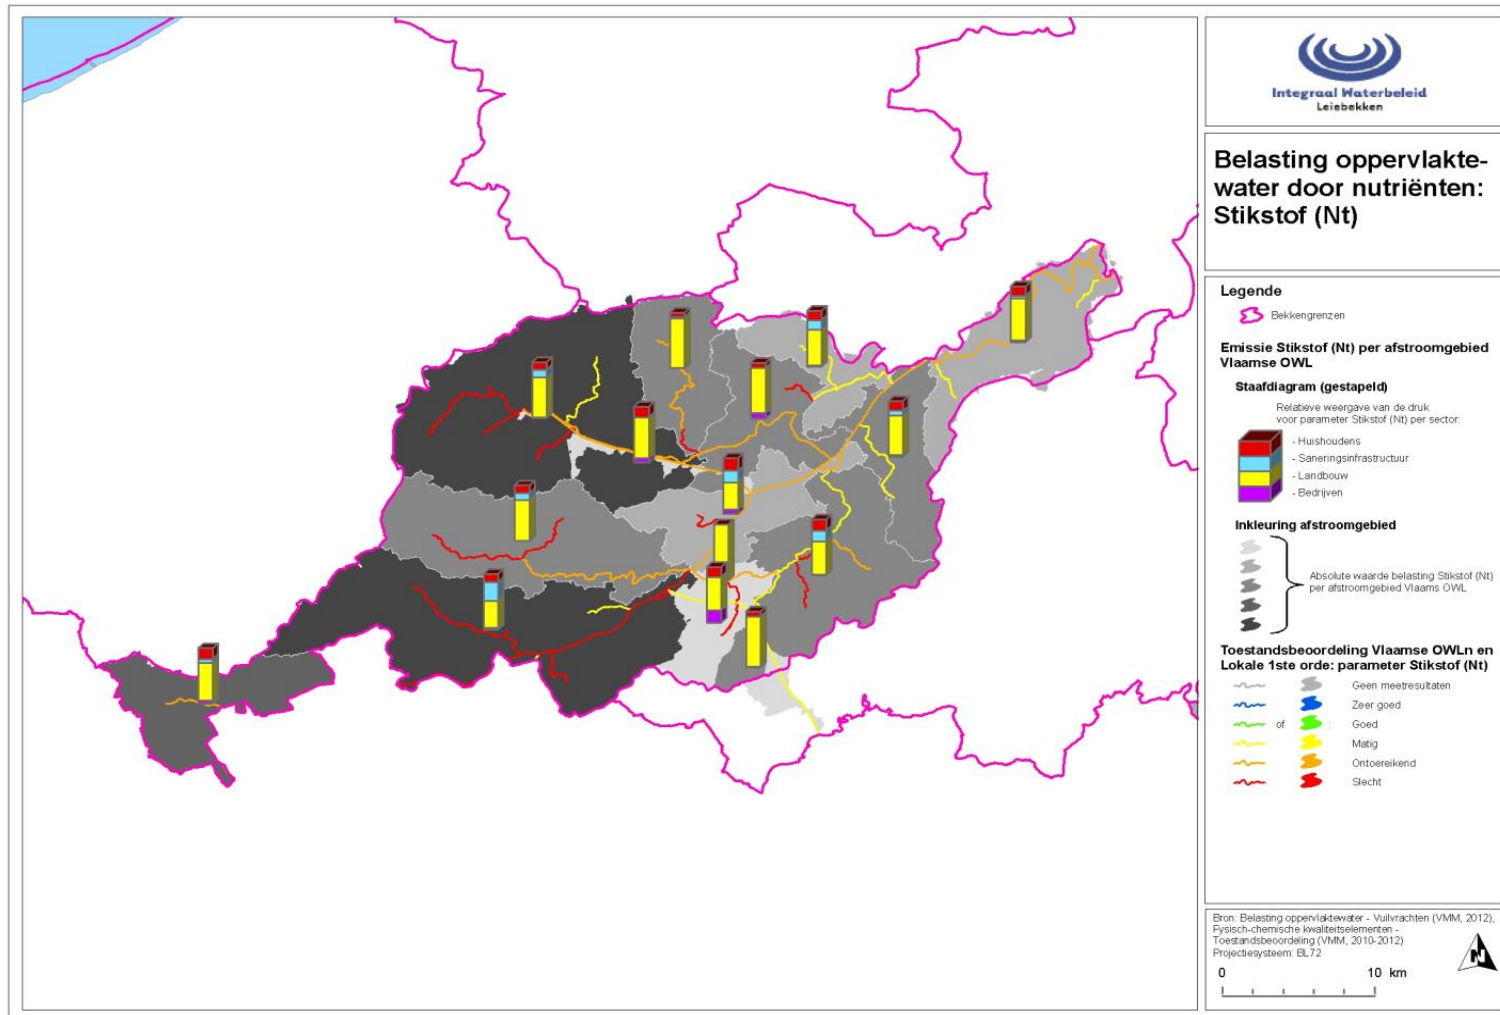 Integraal Waterbeleid
Leiebekken
Belasting oppervlakte-
water door nutriënten:
Stikstof (Nt)
Legende
Bekkengrenzen
Emissie Stikstof (Nt) per afstroomgebied
Vlaamse OWL
Staafdiagram (gestapeld)
Relatieve weergave van de druk
voor parameter Stikstof (Nt) per sector:
- Huishoudens
- Saneringsinfrastructuur
- Landbouw
- Bedrijven
Inkleuring afstroomgebied
Absolute waarde belasting Stikstof (Nt)
per afstroomgebied Vlaams OWL
Toestandsbeoordeling Vlaamse OWLn en
Lokale 1ste orde: parameter Stikstof (Nt)
Geen meetresultaten
Zeer goed
of : Goed
Matig
Ontoereikend
Slecht
Bron: Belasting oppervlaktewater - Vuilvrachten (VMM, 2012),
Fysisch-chemische kwaliteitselementen -
Toestandsbeoordeling (VMM, 2010-2012)
Projectiesysteem: BL72
0 10 km
N